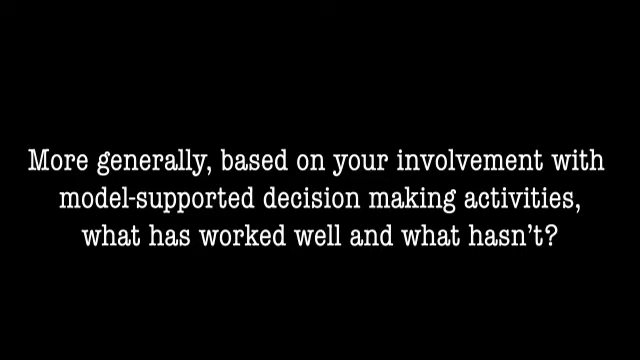 More generally, based on your involvement with
model-supported decision making activities,
what has worked well and what hasn't?